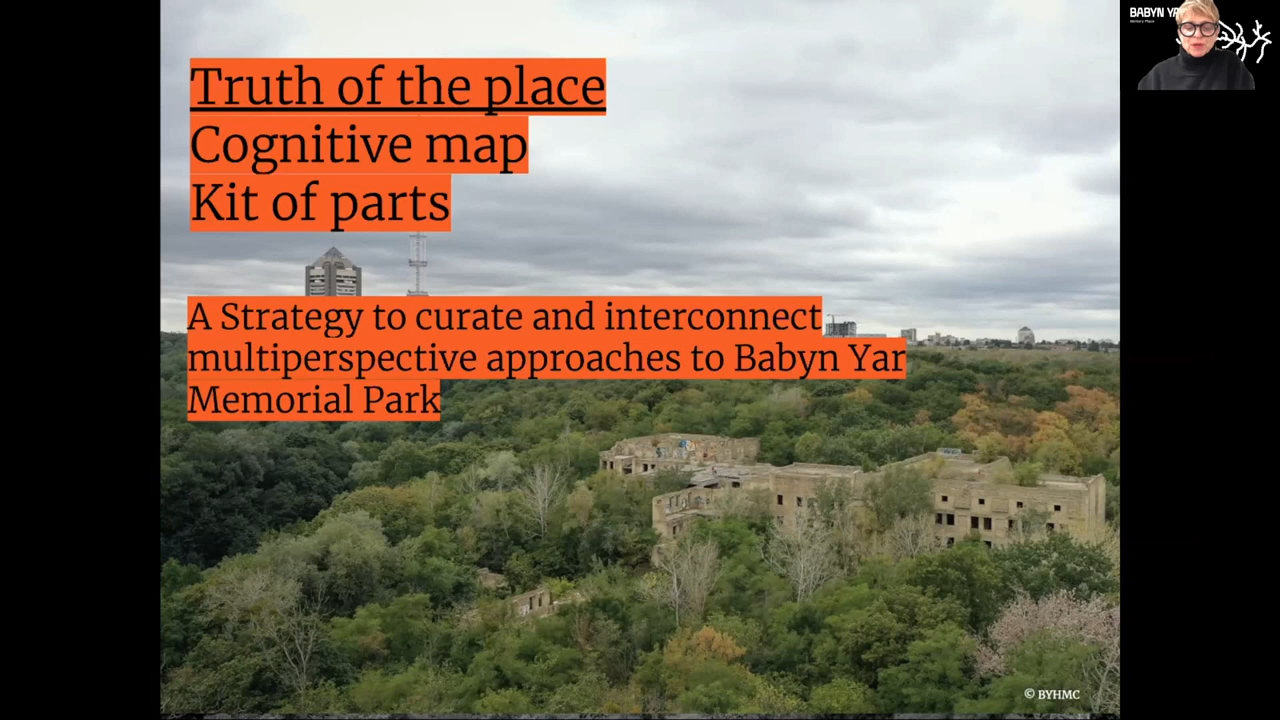 Truth of the place
Cognitive map
Kit of parts
A Strategy to curate and interconnect
multiperspective approaches to Babyn Yar
Memorial Park
© BYHMC
BABYN